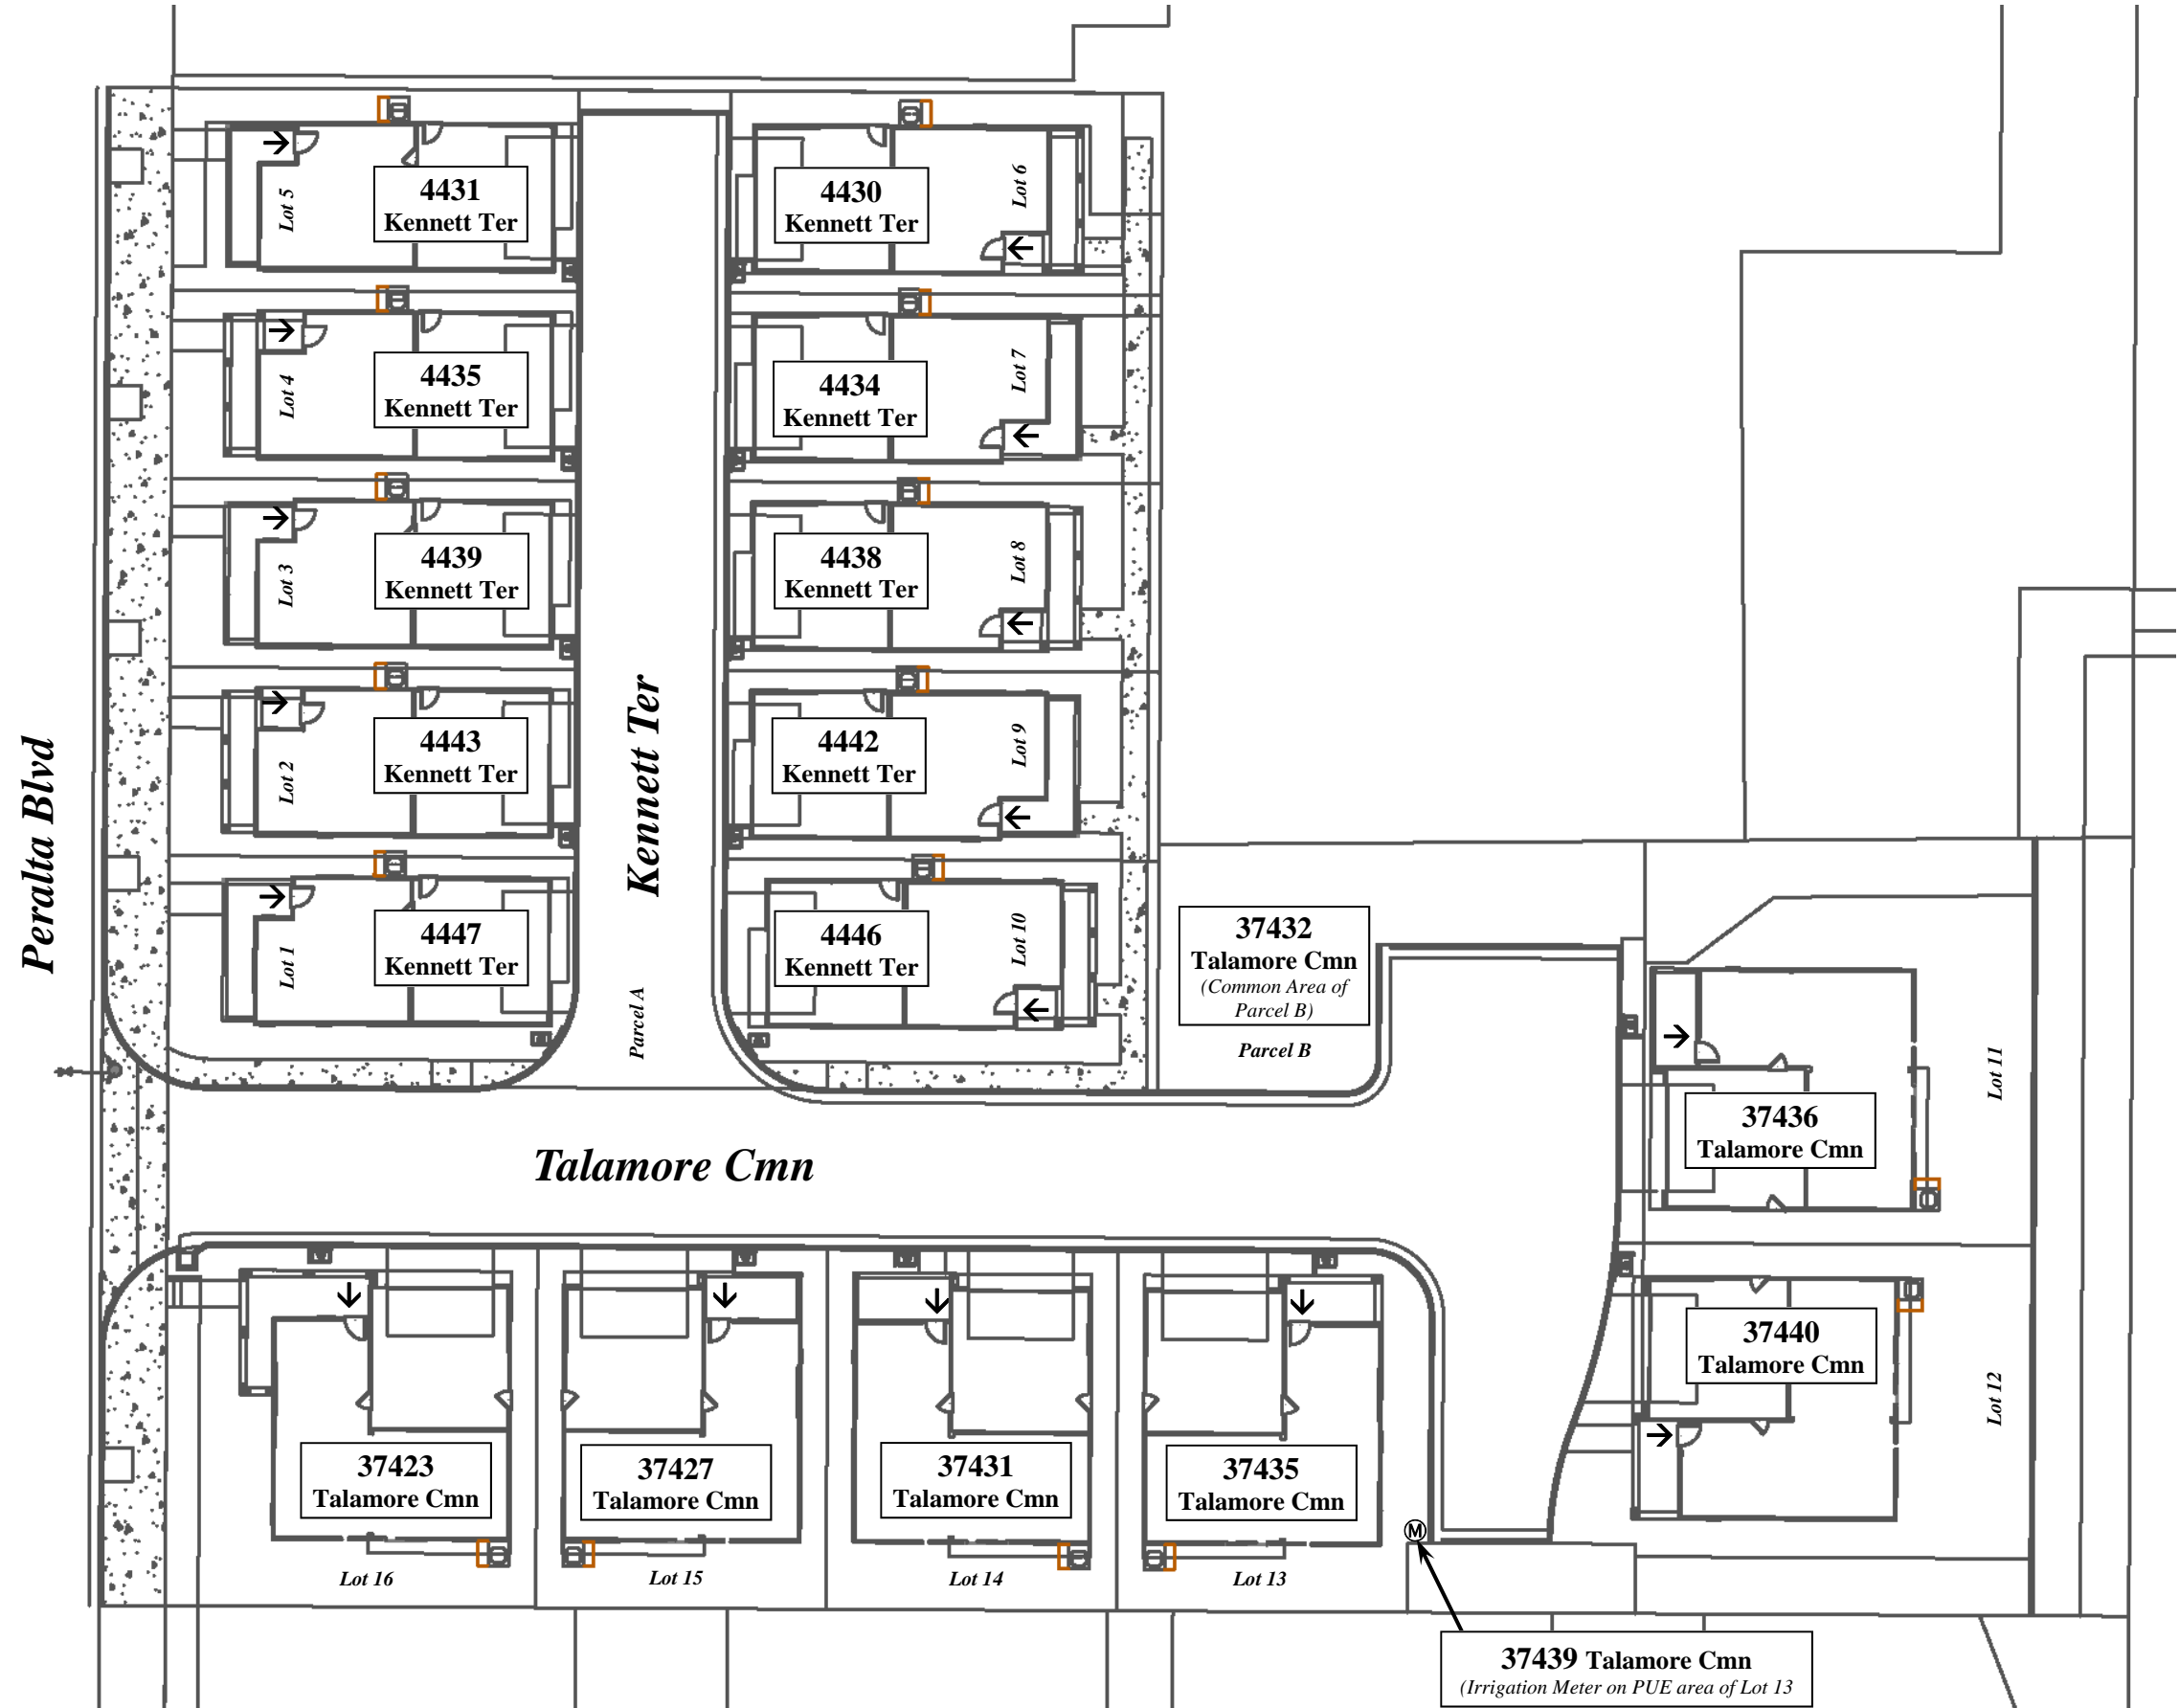 Lot 5
4431
Kennett Ter
4430
Kennett Ter
Lot 6
Lot 4
4435
Kennett Ter
4434
Kennett Ter
Lot 7
Lot 3
4439
Kennett Ter
4438
Kennett Ter
Lot 8
Peralta Blvd
Lot 2
4443
Kennett Ter
Kennett Ter
4442
Kennett Ter
Lot 9
Lot 1
4447
Kennett Ter
Parcel A
4446
Kennett Ter
Lot 10
37432
Talamore Cmn
(Common Area of
Parcel B)
Parcel B
37436
Talamore Cmn
Lot 11
Talamore Cmn
37440
Talamore Cmn
Lot 12
37423
Talamore Cmn
Lot 16
37427
Talamore Cmn
Lot 15
37431
Talamore Cmn
Lot 14
37435
Talamore Cmn
Lot 13
M
37439 Talamore Cmn
(Irrigation Meter on PUE area of Lot 13